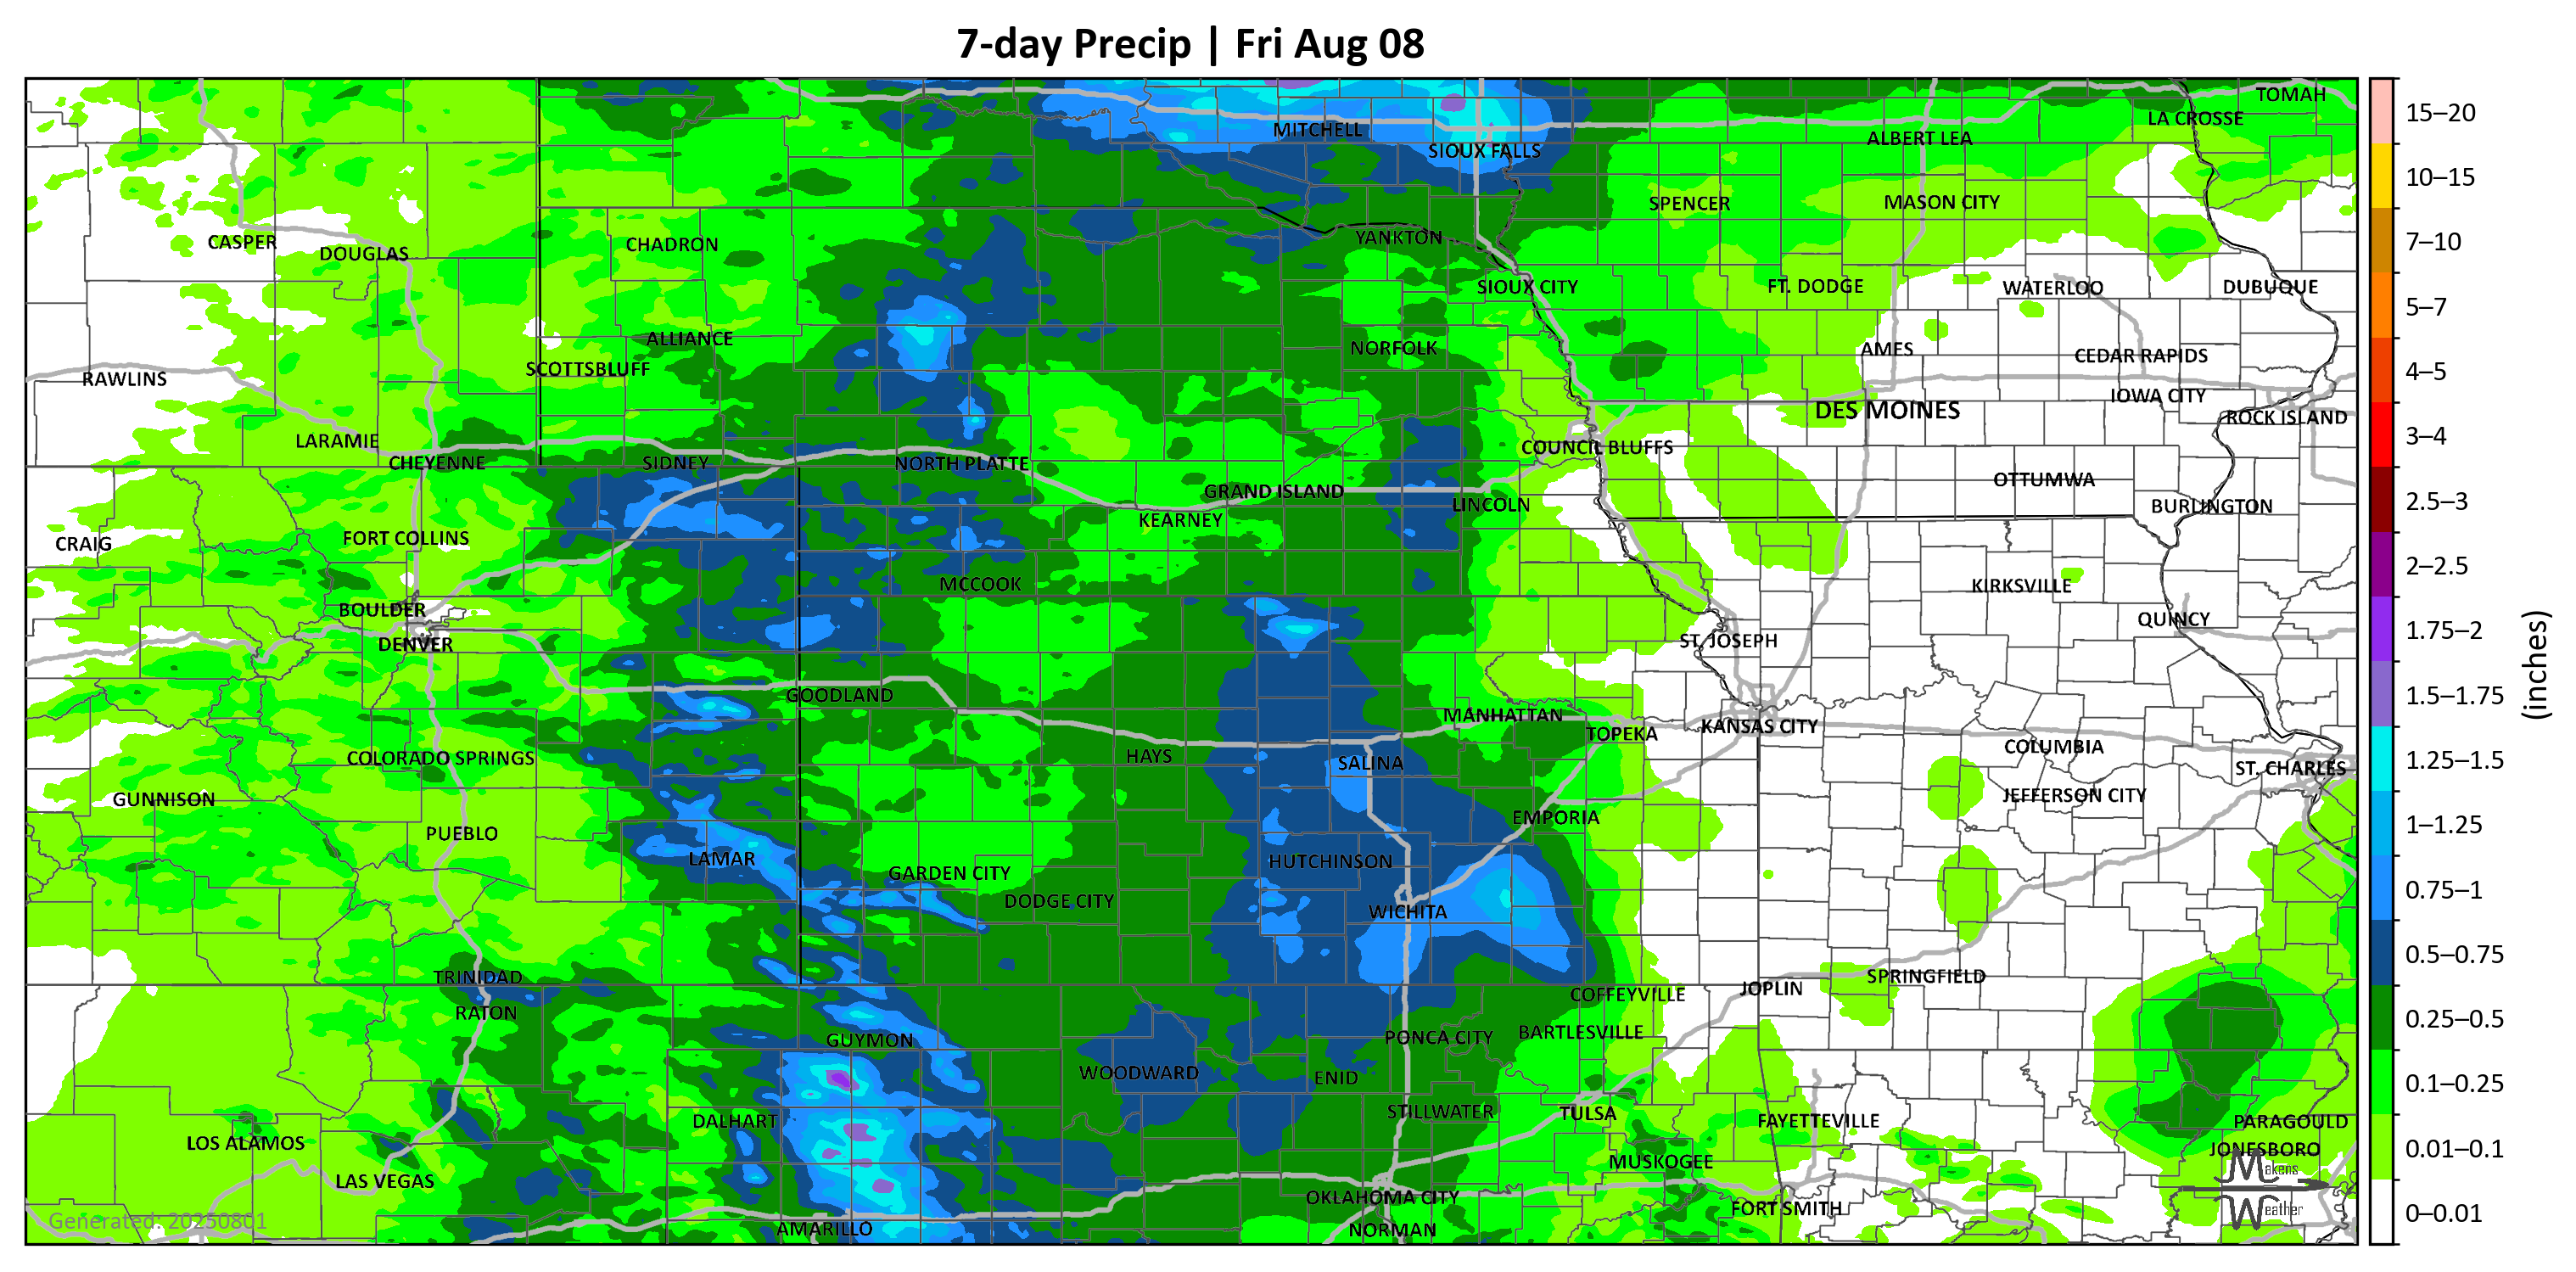 7-day Precip | Fri Aug 08
TOMAH
LA CROSSE
MITCHELL
ALBERT LEA
SIOUX FALLS
SPENCER
MASON CITY
CASPER
DOUGLAS
CHADRON
YANKTON
SIOUX CITY
FT. DODGE
WATERLOO
DUBUQUE
ALLIANCE
NORFOLK
AMES
CEDAR RAPIDS
SCOTTSBLUFF
RAWLINS
IOWA CITY
DES MOINES
ROCK ISLAND
LARAMIE
COUNCIL BLUFFS
CHEYENNE
SIDNEY
NORTH PLATTE
OTTUMWA
GRAND ISLAND
LINCOLN
BURLINGTON
KEARNEY
FORT COLLINS
CRAIG
MCCOOK
KIRKSVILLE
BOULDER
QUINCY
DENVER
ST. JOSEPH
GOODLAND
MANHATTAN
KANSAS CITY
TOPEKA
COLUMBIA
COLORADO SPRINGS
HAYS
SALINA
ST. CHARLES
GUNNISON
JEFFERSON CITY
EMPORIA
PUEBLO
LAMAR
HUTCHINSON
GARDEN CITY
DODGE CITY
WICHITA
TRINIDAD
SPRINGFIELD
JOPLIN
COFFEYVILLE
RATON
BARTLESVILLE
GUYMON
PONCA CITY
WOODWARD
ENID
STILLWATER
TULSA
DALHART
FAYETTEVILLE
PARAGOULD
LOS ALAMOS
JONESBORO
MUSKOGEE
LAS VEGAS
OKLAHOMA CITY
FORT SMITH
AMARILLO
NORMAN
Generated: 20250801
Makens
Weather
15–20
10–15
7–10
5–7
4–5
3–4
2.5–3
2–2.5
1.75–2
1.5–1.75
1.25–1.5
1–1.25
0.75–1
0.5–0.75
0.25–0.5
0.1–0.25
0.01–0.1
0–0.01
(inches)